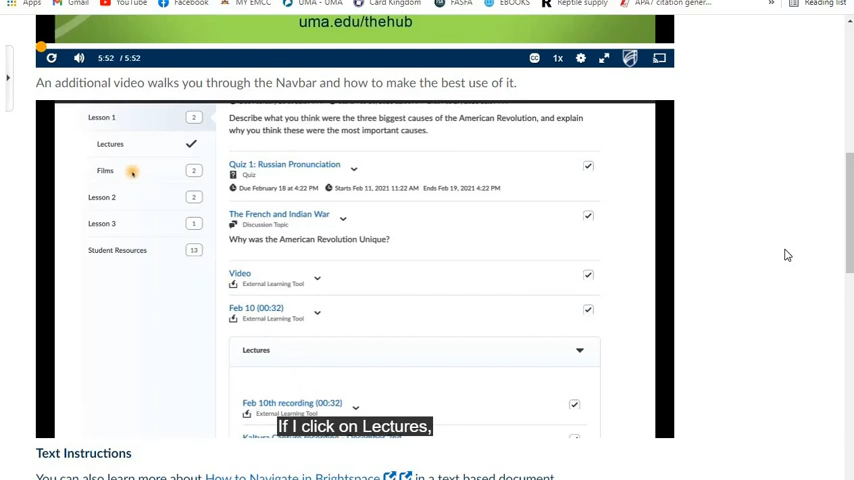 Apps Gmail YouTube Facebook MY EMCC UMA - UMA Card Kingdom FASFA EBOOKS Reptile supply APA7 citation gener... » Reading list
uma.edu/thehub
5:52 / 5:52 CC 1x
An additional video walks you through the Navbar and how to make the best use of it.
Lesson 1 2
Lectures
Films 2
Lesson 2 2
Lesson 3 1
Student Resources 13
Describe what you think were the three biggest causes of the American Revolution, and explain
why you think these were the most important causes.
Quiz 1: Russian Pronunciation
Quiz
Due February 18 at 4:22 PM Starts Feb 11, 2021 11:22 AM Ends Feb 19, 2021 4:22 PM
The French and Indian War
Discussion Topic
Why was the American Revolution Unique?
Video
External Learning Tool
Feb 10 (00:32)
External Learning Tool
Lectures
Feb 10th recording (00:32)
External Learning Tool
If I click on Lectures,
Text Instructions
You can also learn more about How to Navigate in Brightspace in a text based document.